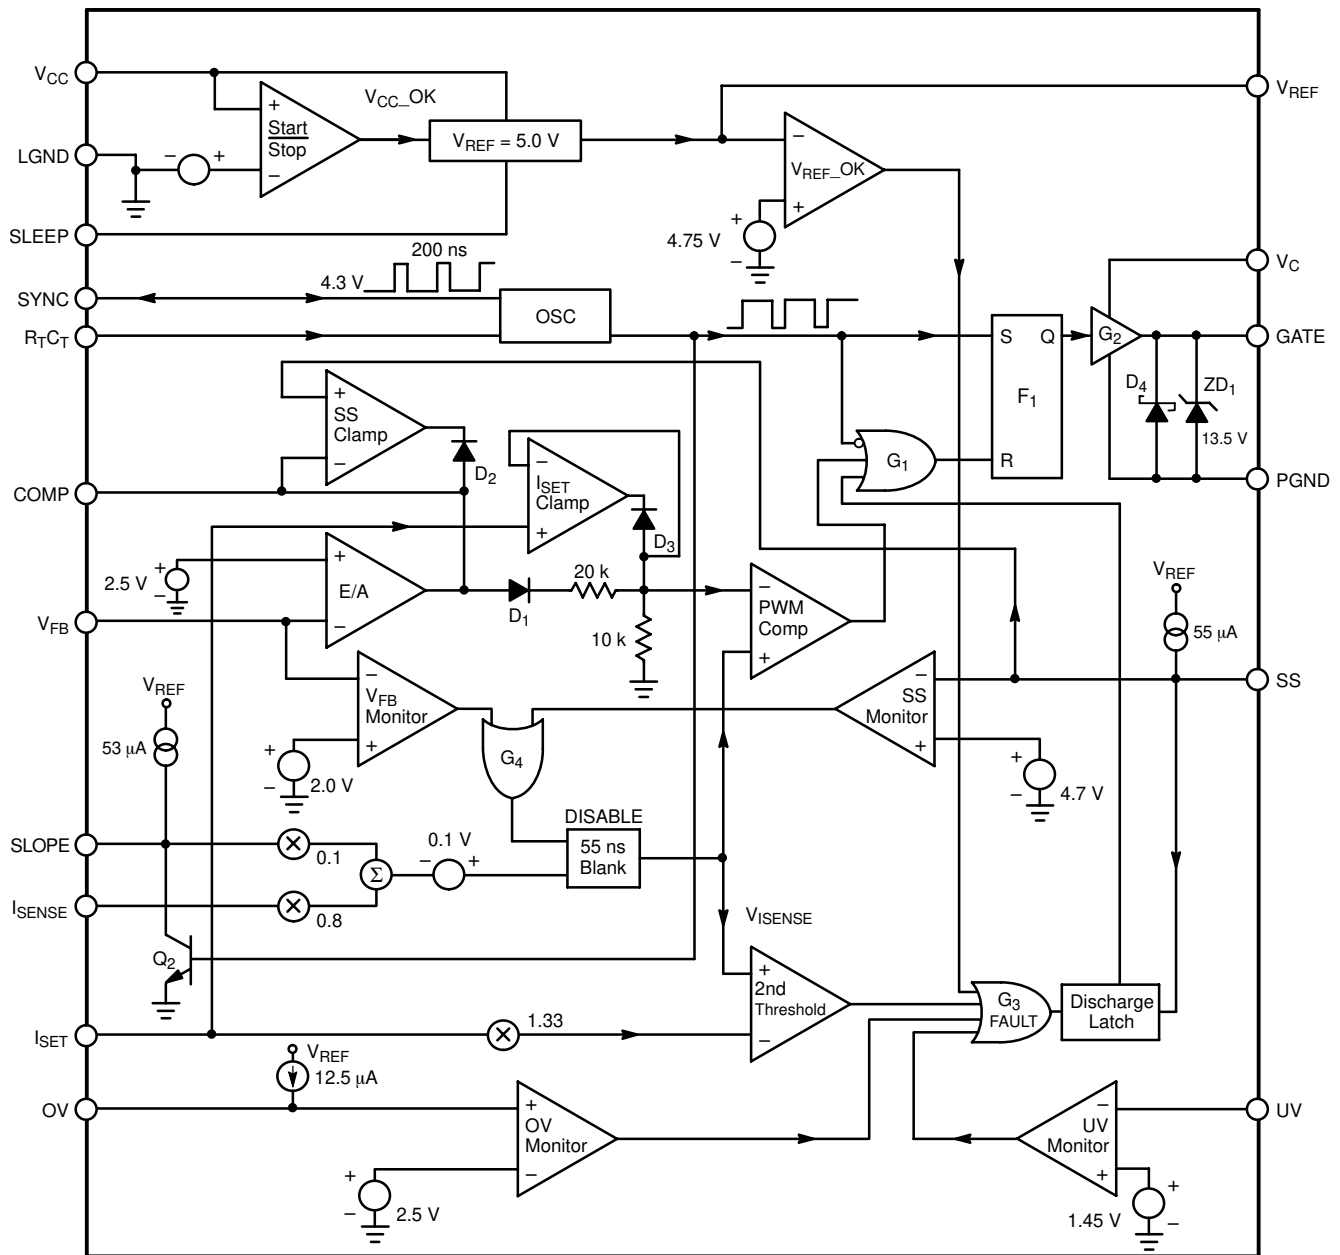 VCC
VCC_OK
VREF
+
Start
Stop
VREF = 5.0 V
−
VREF_OK
LGND
− +
−
+
+
4.75 V
−
SLEEP
200 ns
4.3 V
VC
SYNC
OSC
RTCT
S Q
G2
GATE
+
SS
Clamp
−
D2
F1
D4
ZD1
13.5 V
G1
R
−
ISET
Clamp
+
D3
COMP
PGND
+
2.5 V
−
+
E/A
−
20 k
D1
10 k
−
PWM
Comp
+
VREF
55 μA
VFB
−
VFB
Monitor
+
−
SS
Monitor
+
SS
VREF
53 μA
+
−
2.0 V
G4
+
−
4.7 V
DISABLE
SLOPE
0.1
0.1 V
− +
55 ns
Blank
Σ
ISENSE
0.8
VISENSE
Q2
+
2nd
Threshold
−
G3
FAULT
Discharge
Latch
ISET
1.33
VREF
12.5 μA
OV
+
OV
Monitor
−
−
UV
Monitor
+
UV
+
−
2.5 V
+
−
1.45 V